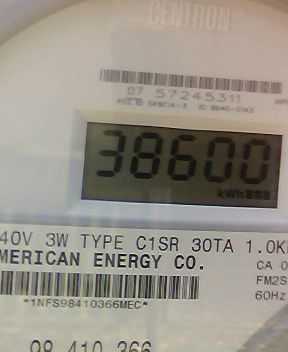 CENTRON®
07 57245311
38600
kWh
40V 3W TYPE C1SR 30TA 1.0K
MERICAN ENERGY CO.
CA 0
FM2S
60Hz
*1NFS98410366MEC*
98 410 366